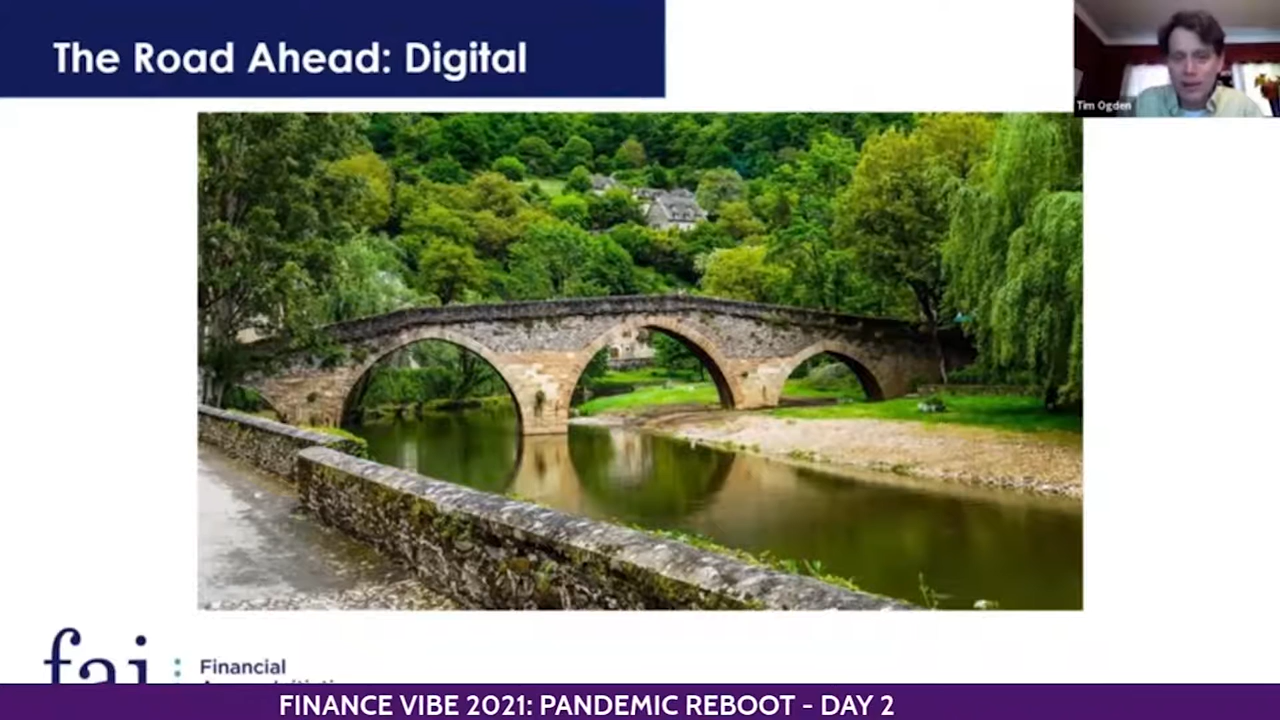 The Road Ahead: Digital
Tim Ogden
fai
Financial
FINANCE VIBE 2021: PANDEMIC REBOOT - DAY 2